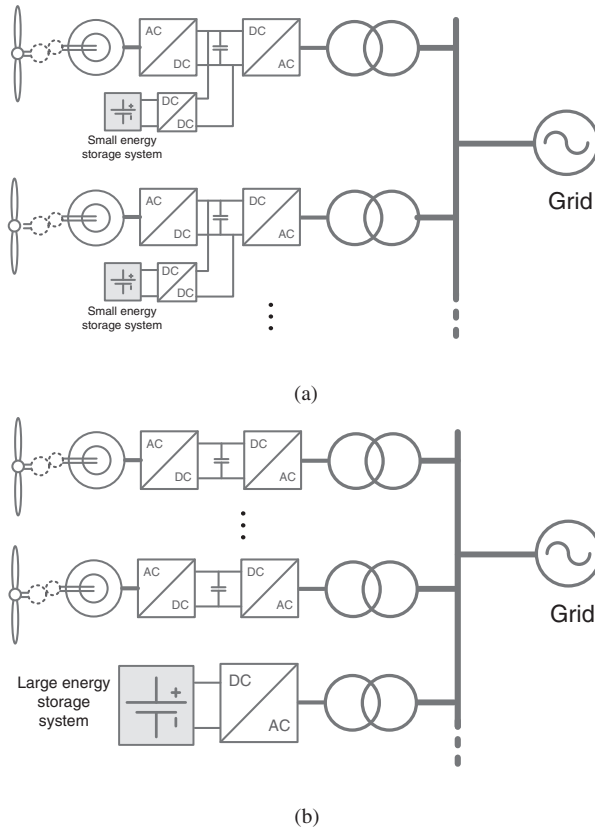 AC
DC
DC
AC
DC
DC
Small energy
storage system
Grid
AC
DC
DC
AC
DC
DC
Small energy
storage system
(a)
AC
DC
DC
AC
AC
DC
DC
AC
Grid
Large energy
storage
system
DC
AC
(b)